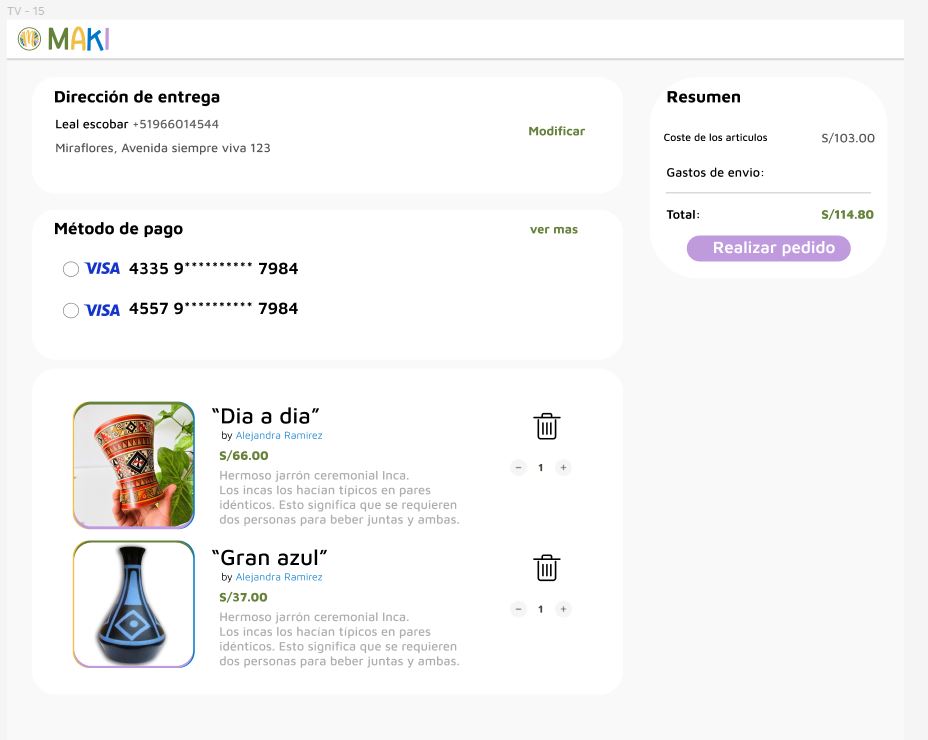 TV - 15
MAKI
Dirección de entrega
Leal escobar +51966014544
Miraflores, Avenida siempre viva 123
Modificar
Método de pago
ver mas
VISA 4335 9********** 7984
VISA 4557 9********** 7984
“Dia a dia”
by Alejandra Ramirez
S/66.00
Hermoso jarrón ceremonial Inca.
Los incas los hacían típicos en pares
idénticos. Esto significa que se requieren
dos personas para beber juntas y ambas.
− 1 +
“Gran azul”
by Alejandra Ramirez
S/37.00
Hermoso jarrón ceremonial Inca.
Los incas los hacían típicos en pares
idénticos. Esto significa que se requieren
dos personas para beber juntas y ambas.
− 1 +
Resumen
Coste de los articulos S/103.00
Gastos de envio:
Total: S/114.80
Realizar pedido